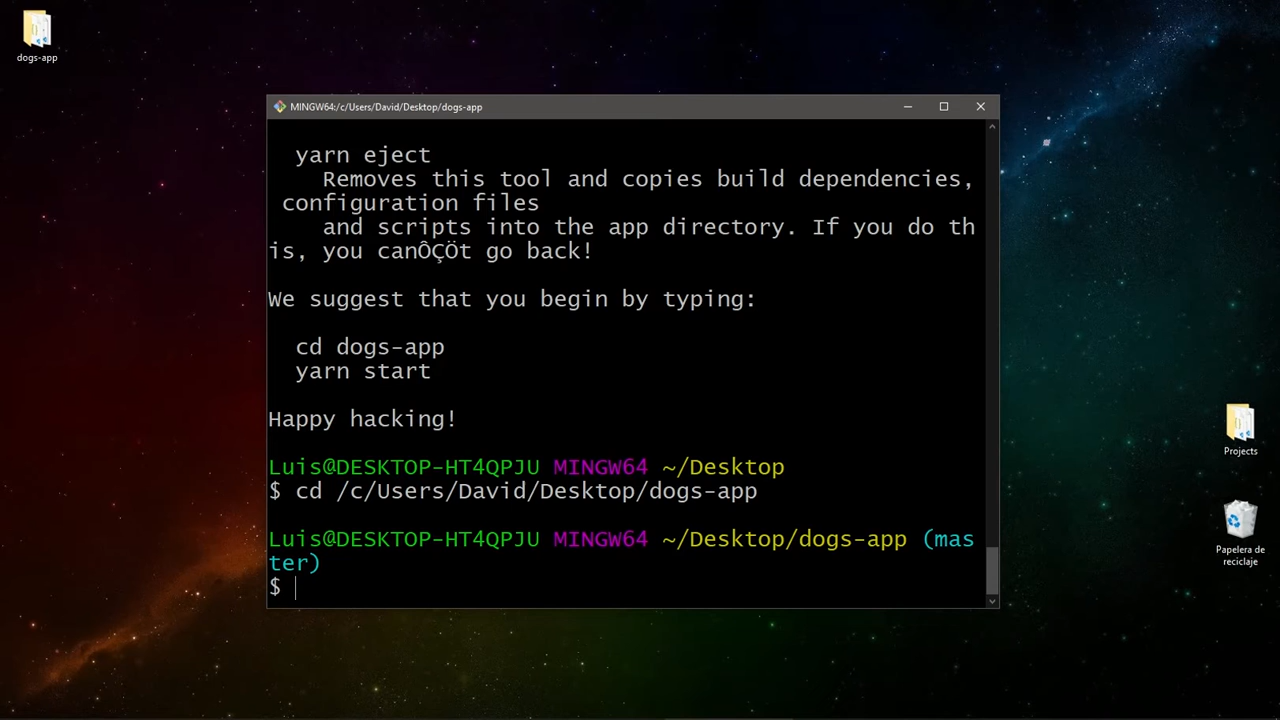 dogs-app
MINGW64:/c/Users/David/Desktop/dogs-app
yarn eject
Removes this tool and copies build dependencies,
configuration files
and scripts into the app directory. If you do th
is, you canÔÇÖt go back!
We suggest that you begin by typing:
cd dogs-app
yarn start
Happy hacking!
Luis@DESKTOP-HT4QPJU MINGW64 ~/Desktop
$ cd /c/Users/David/Desktop/dogs-app
Luis@DESKTOP-HT4QPJU MINGW64 ~/Desktop/dogs-app (mas
ter)
$
Projects
Papelera de
reciclaje